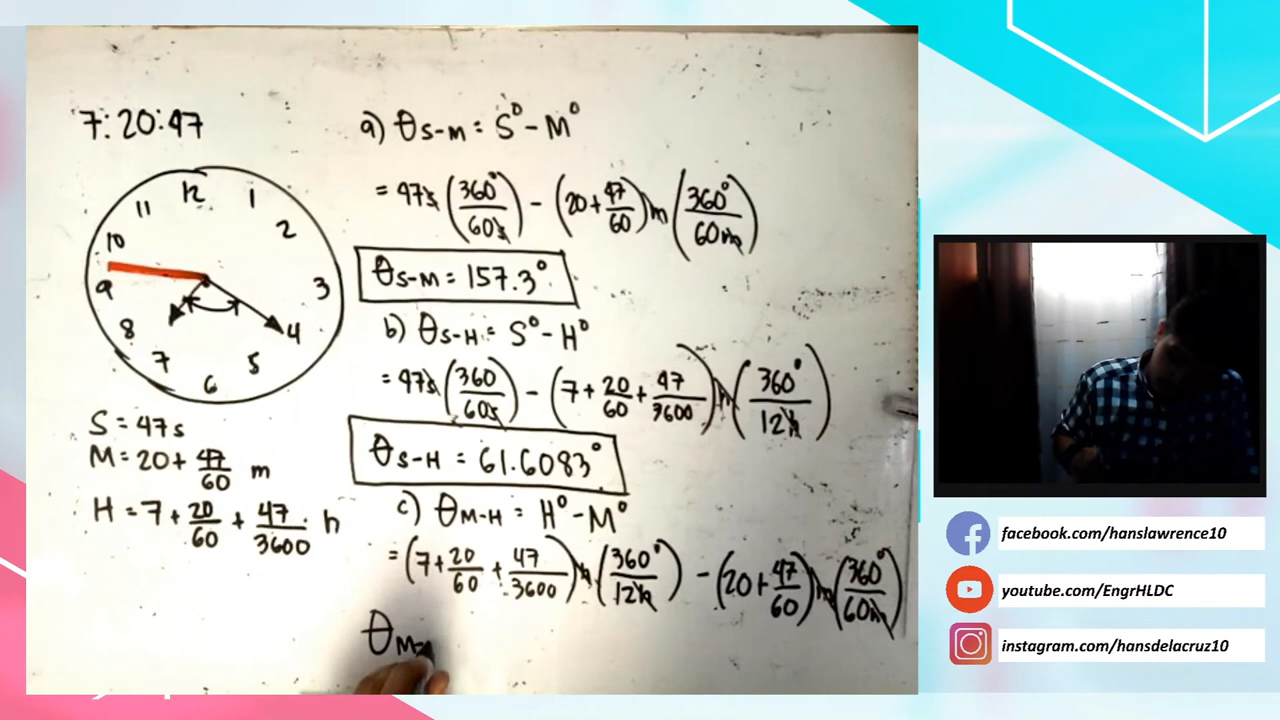 7:20:47
12
1
2
3
4
5
6
7
8
9
10
11
S = 47s
M = 20 + 47/60 m
H = 7 + 20/60 + 47/3600 h
a) θS-M = S° - M°
= 47s (360°/60s) - (20 + 47/60)m (360°/60m)
θS-M = 157.3°
b) θS-H = S° - H°
= 47s (360/60s) - (7 + 20/60 + 47/3600)h (360°/12h)
θS-H = 61.6083°
c) θM-H = H° - M°
= (7 + 20/60 + 47/3600)h (360°/12h) - (20 + 47/60)m (360°/60m)
θM-
facebook.com/hanslawrence10
youtube.com/EngrHLDC
instagram.com/hansdelacruz10